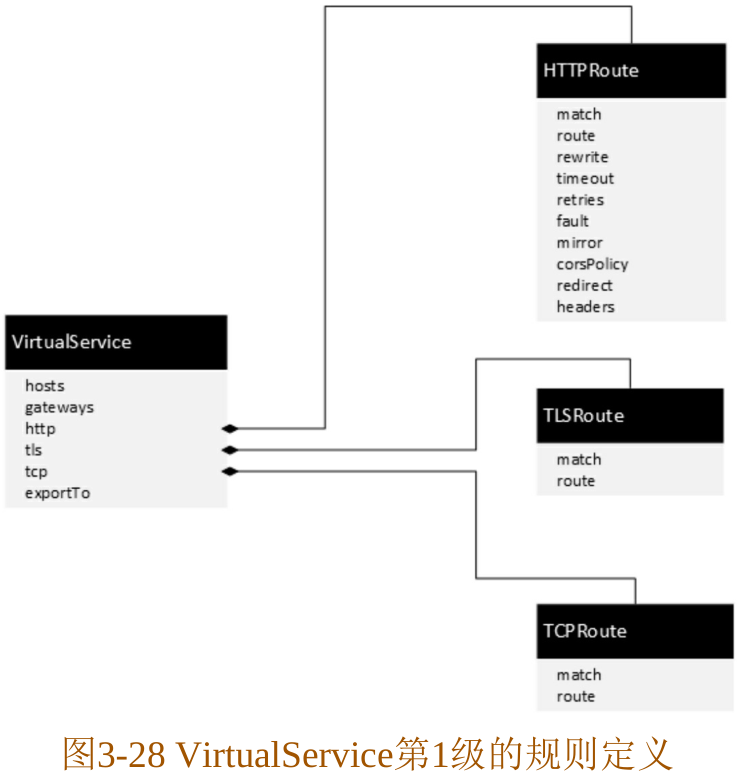 HTTPRoute
match
route
rewrite
timeout
retries
fault
mirror
corsPolicy
redirect
headers
VirtualService
hosts
gateways
http
tls
tcp
exportTo
TLSRoute
match
route
TCPRoute
match
route
图3-28 VirtualService第1级的规则定义